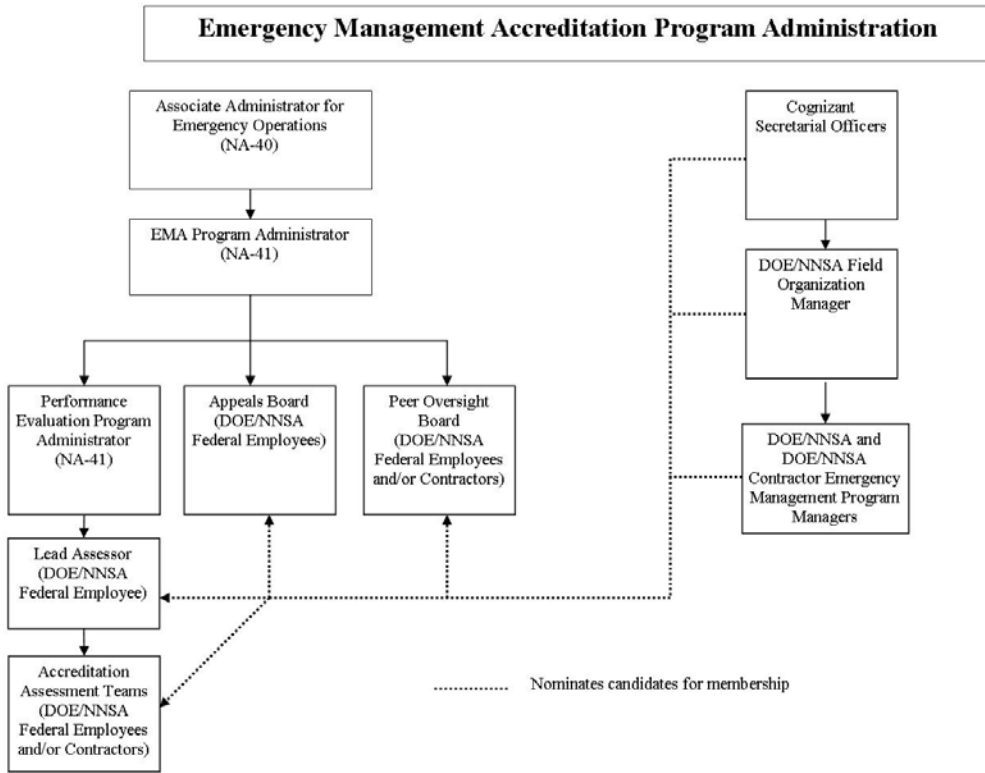 Emergency Management Accreditation Program Administration
Associate Administrator for
Emergency Operations
(NA-40)
EMA Program Administrator
(NA-41)
Performance
Evaluation Program
Administrator
(NA-41)
Appeals Board
(DOE/NNSA
Federal Employees)
Peer Oversight
Board
(DOE/NNSA
Federal Employees
and/or Contractors)
Lead Assessor
(DOE/NNSA
Federal Employee)
Accreditation
Assessment Teams
(DOE/NNSA
Federal Employees
and/or Contractors)
Cognizant
Secretarial Officers
DOE/NNSA Field
Organization
Manager
DOE/NNSA and
DOE/NNSA
Contractor Emergency
Management Program
Managers
Nominates candidates for membership